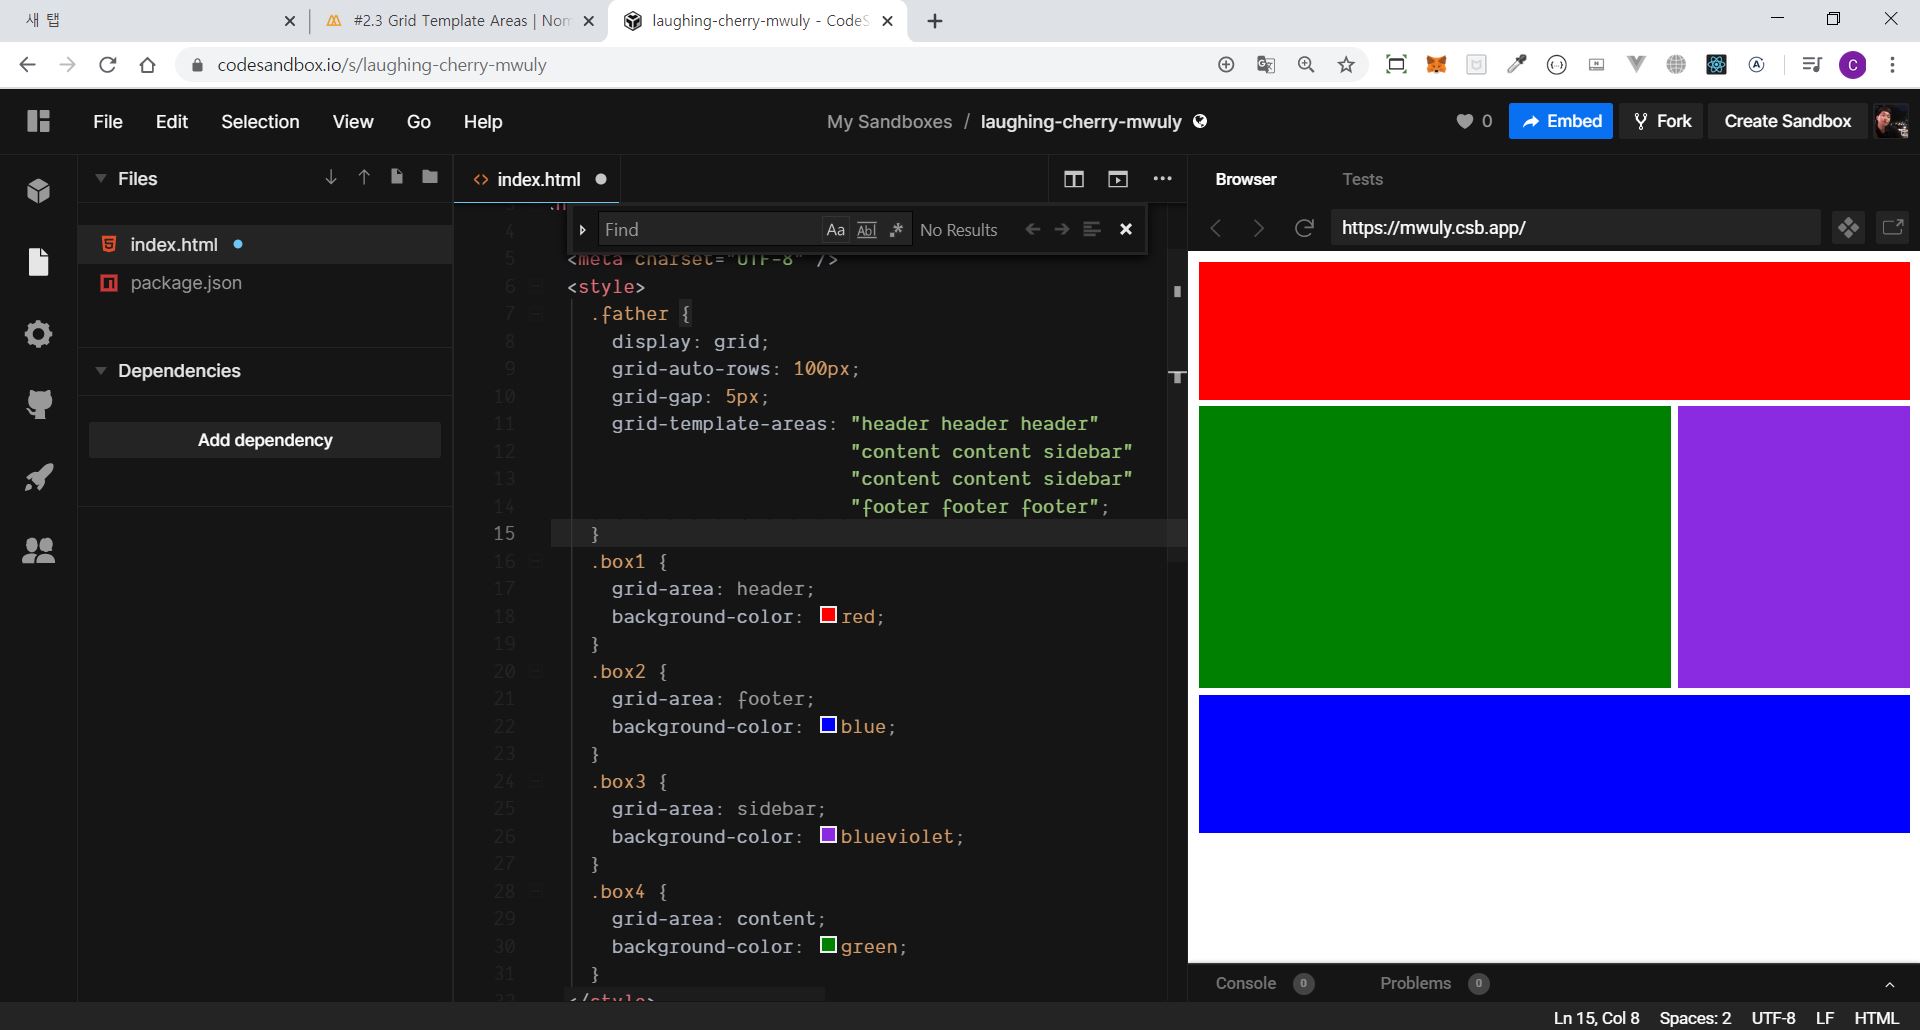 새 탭
#2.3 Grid Template Areas | Nom
laughing-cherry-mwuly - CodeS
codesandbox.io/s/laughing-cherry-mwuly
C
File Edit Selection View Go Help
My Sandboxes / laughing-cherry-mwuly
0
Embed
Fork
Create Sandbox
Files
index.html
package.json
Dependencies
Add dependency
index.html
Find
Aa Abl .*
No Results
4
5 <meta charset="UTF-8" />
6 <style>
7 .father {
8 display: grid;
9 grid-auto-rows: 100px;
10 grid-gap: 5px;
11 grid-template-areas: "header header header"
12 "content content sidebar"
13 "content content sidebar"
14 "footer footer footer";
15 }
16 .box1 {
17 grid-area: header;
18 background-color: red;
19 }
20 .box2 {
21 grid-area: footer;
22 background-color: blue;
23 }
24 .box3 {
25 grid-area: sidebar;
26 background-color: blueviolet;
27 }
28 .box4 {
29 grid-area: content;
30 background-color: green;
31 }
32 </style>
Browser Tests
https://mwuly.csb.app/
Console 0 Problems 0
Ln 15, Col 8 Spaces: 2 UTF-8 LF HTML